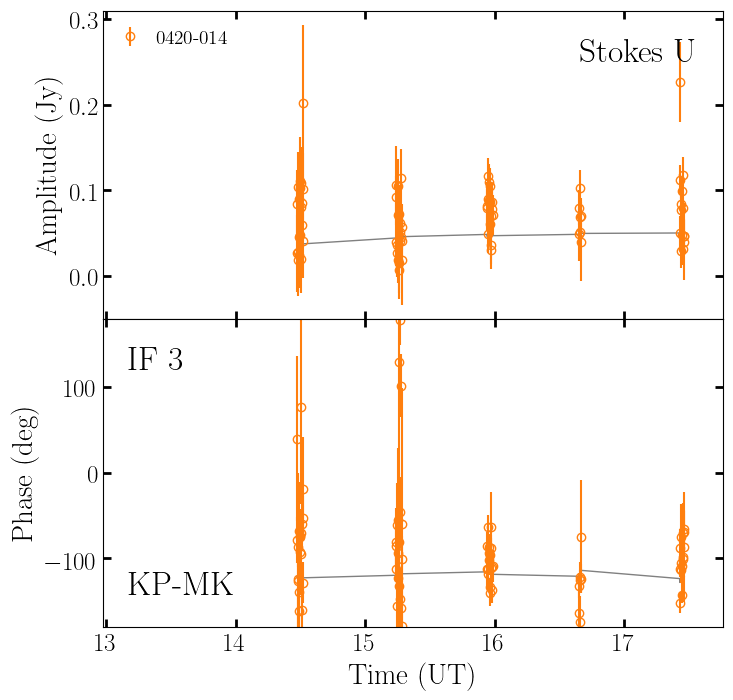 0420-014
Stokes U
0.3
0.2
0.1
0.0
Amplitude (Jy)
IF 3
100
0
−100
Phase (deg)
KP-MK
13 14 15 16 17
Time (UT)